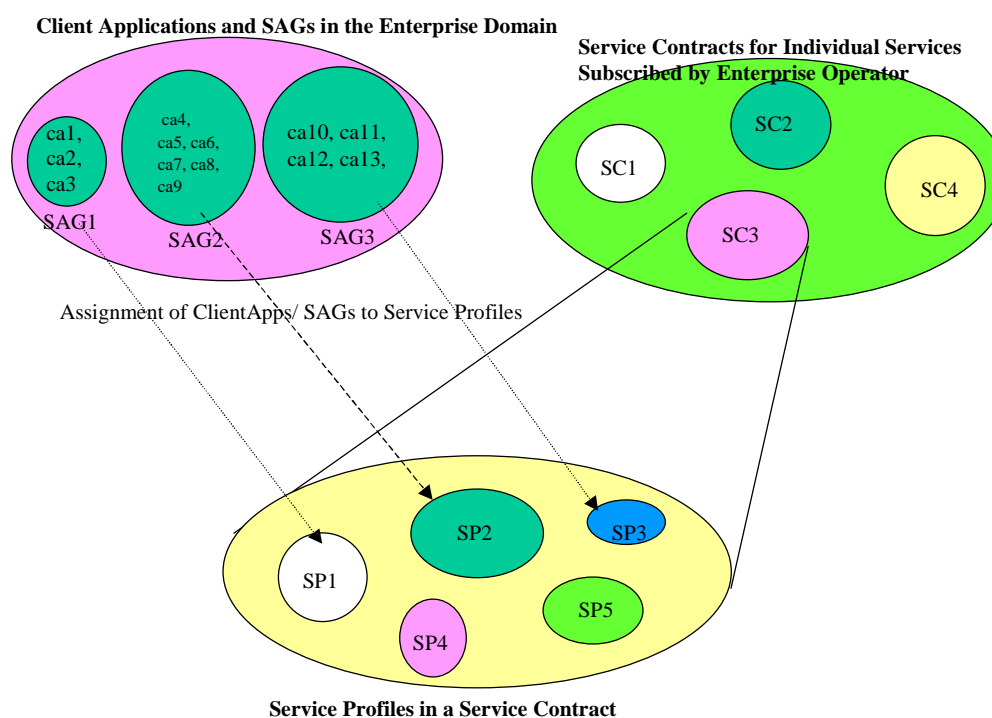 Client Applications and SAGs in the Enterprise Domain
Service Contracts for Individual Services
Subscribed by Enterprise Operator
ca1,
ca2,
ca3
SAG1
ca4,
ca5, ca6,
ca7, ca8,
ca9
SAG2
ca10, ca11,
ca12, ca13,
SAG3
SC1
SC2
SC3
SC4
Assignment of ClientApps/ SAGs to Service Profiles
SP1
SP2
SP3
SP4
SP5
Service Profiles in a Service Contract